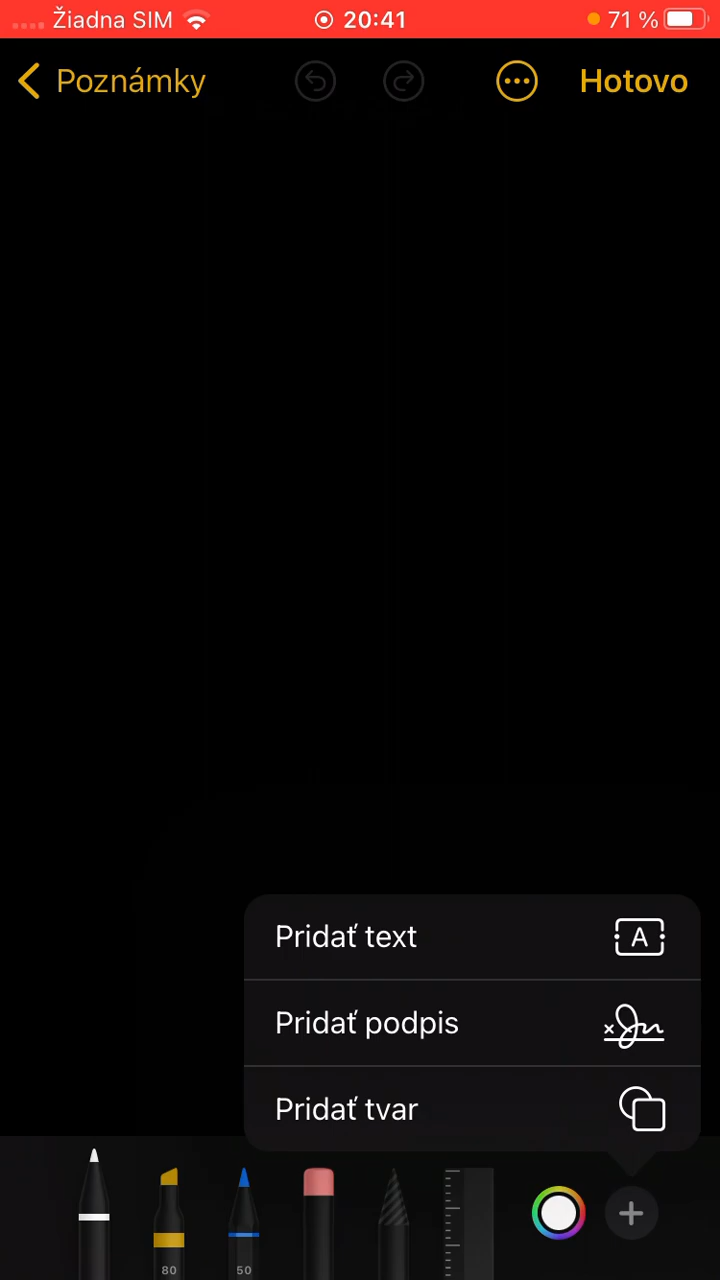 Žiadna SIM 20:41 71 %
Poznámky Hotovo
Pridať text A
Pridať podpis
Pridať tvar
80 50